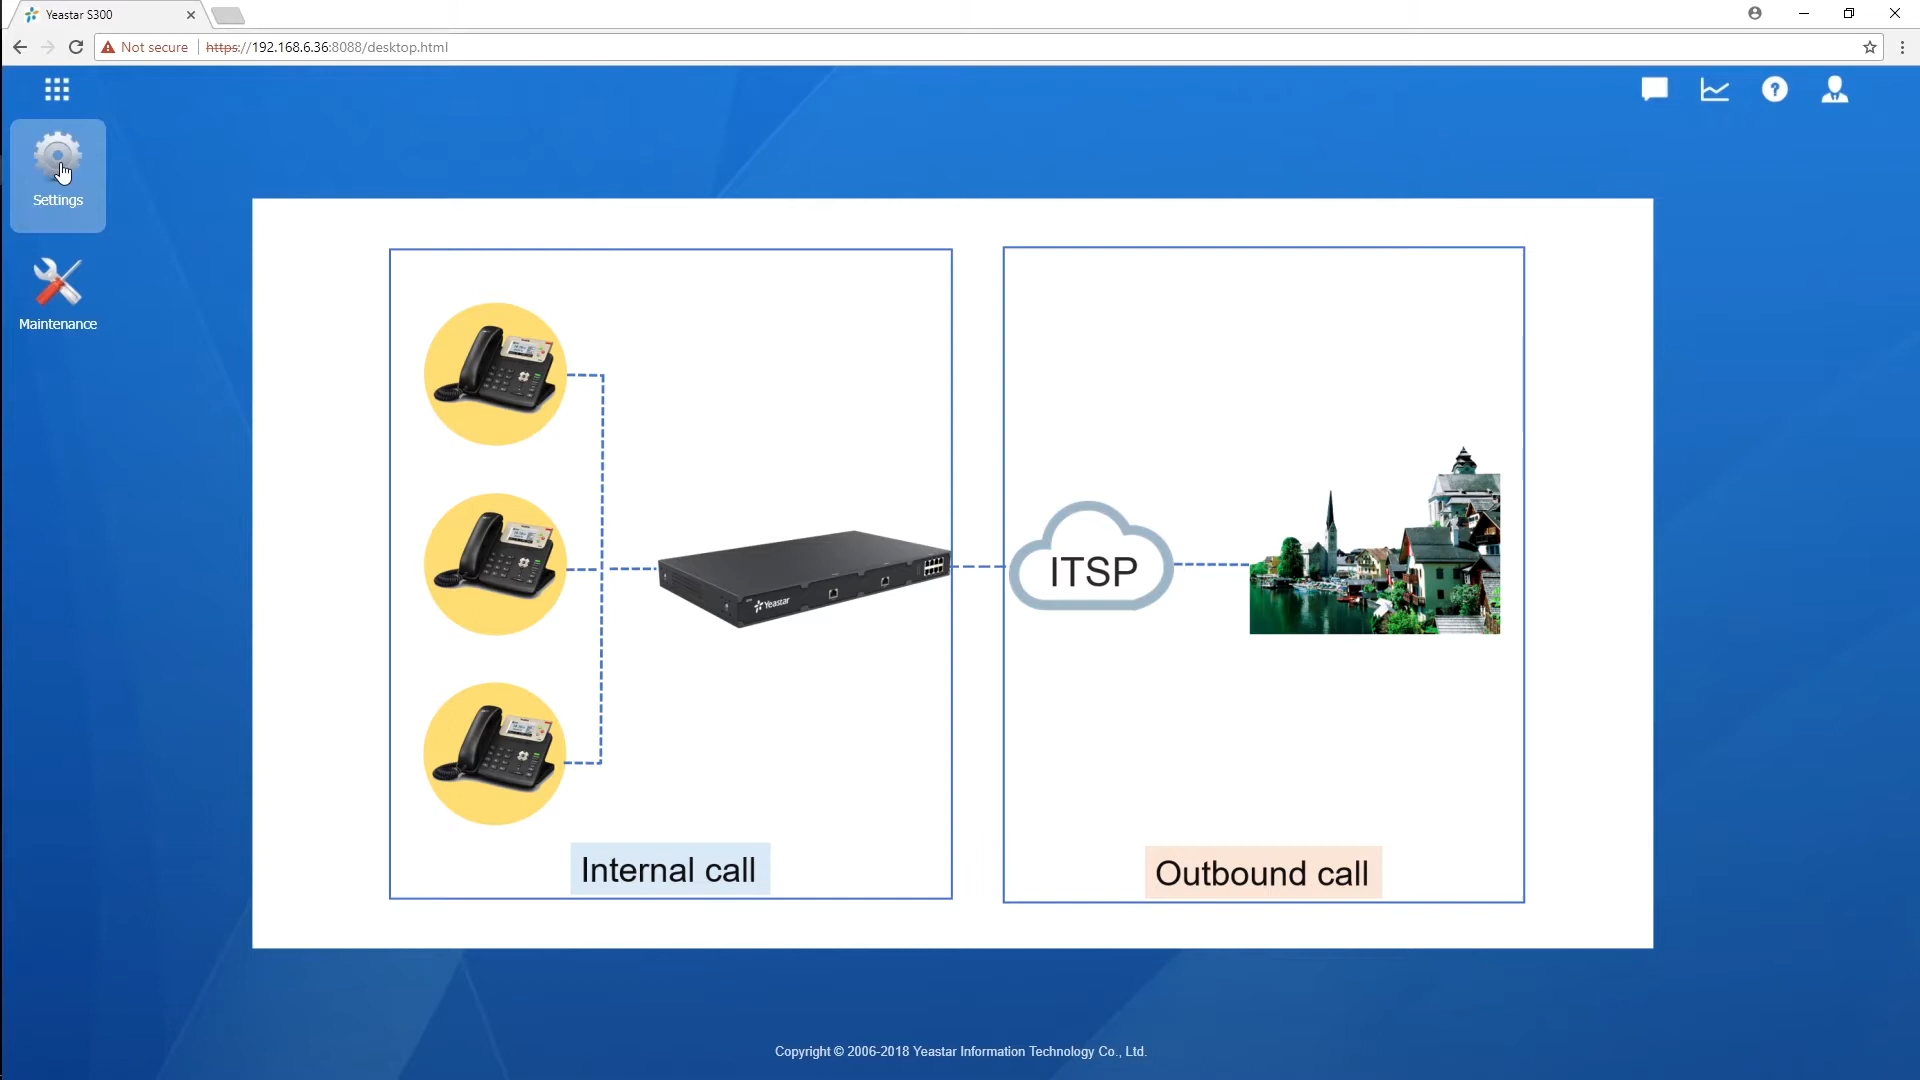 Yeastar S300
Not secure
https://192.168.6.36:8088/desktop.html
Settings
Maintenance
Yeastar
ITSP
Internal call
Outbound call
Copyright © 2006-2018 Yeastar Information Technology Co., Ltd.